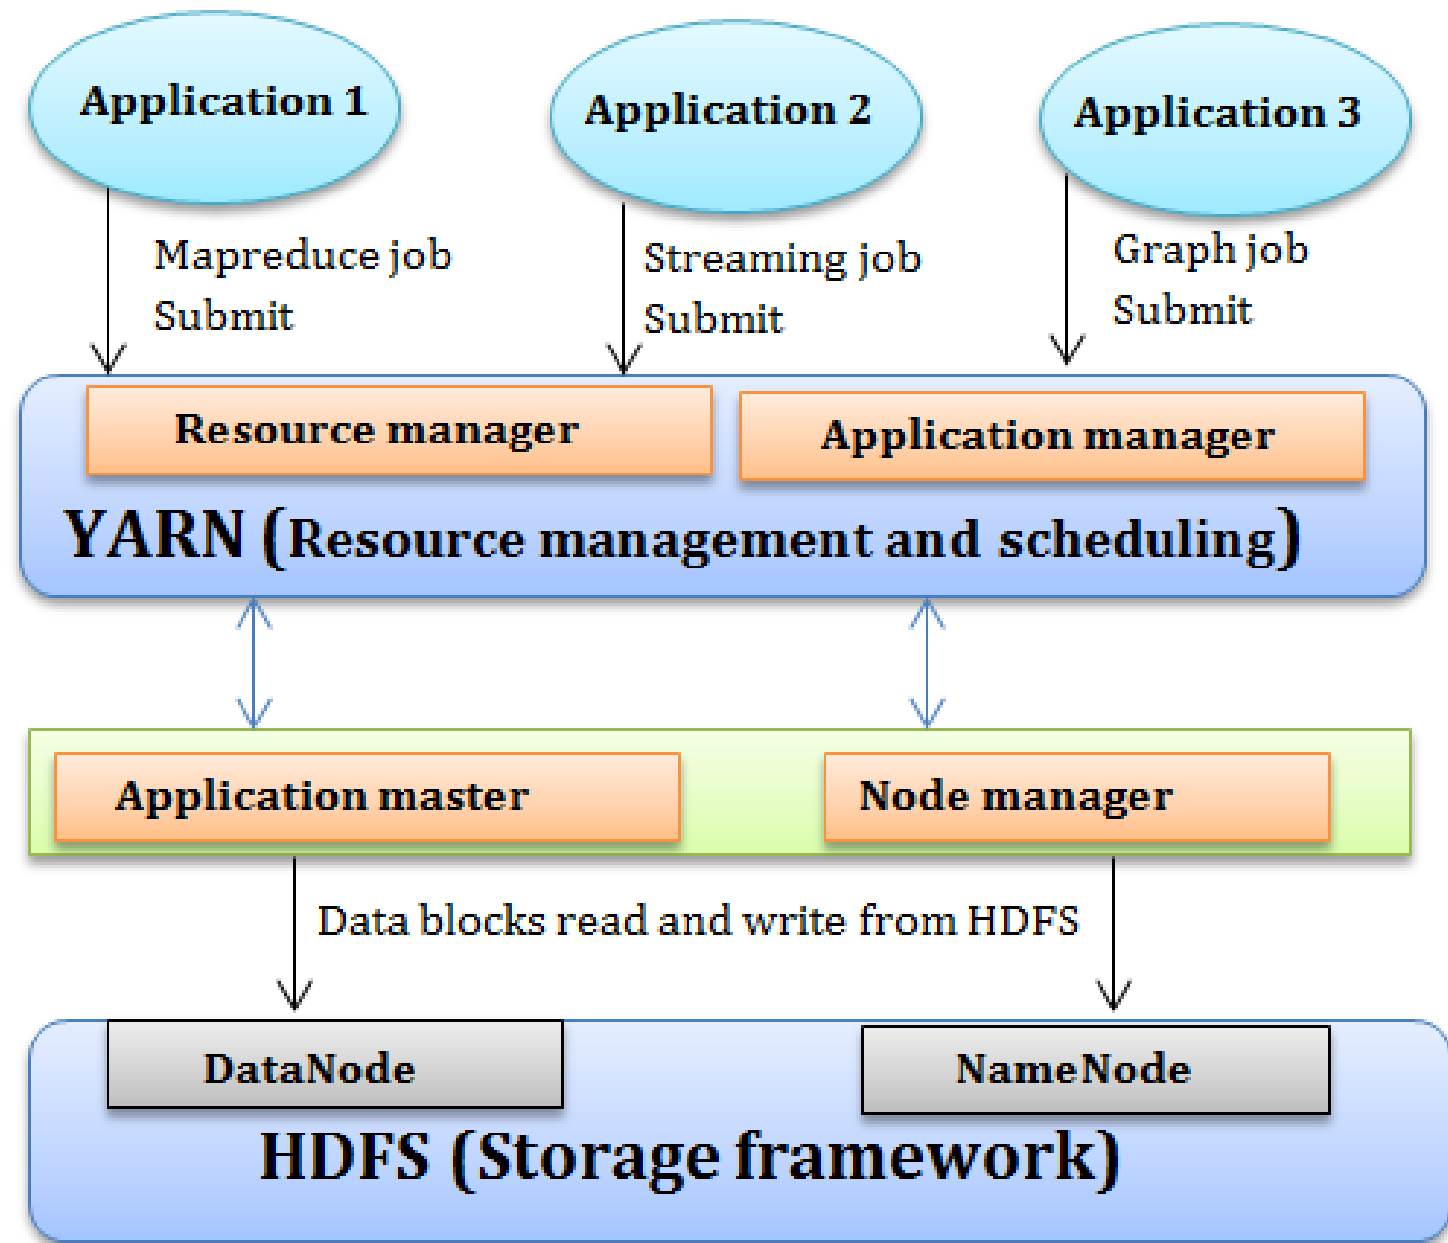 Application 1
Application 2
Application 3
Mapreduce job
Submit
Streaming job
Submit
Graph job
Submit
Resource manager
Application manager
YARN (Resource management and scheduling)
Application master
Node manager
Data blocks read and write from HDFS
DataNode
NameNode
HDFS (Storage framework)